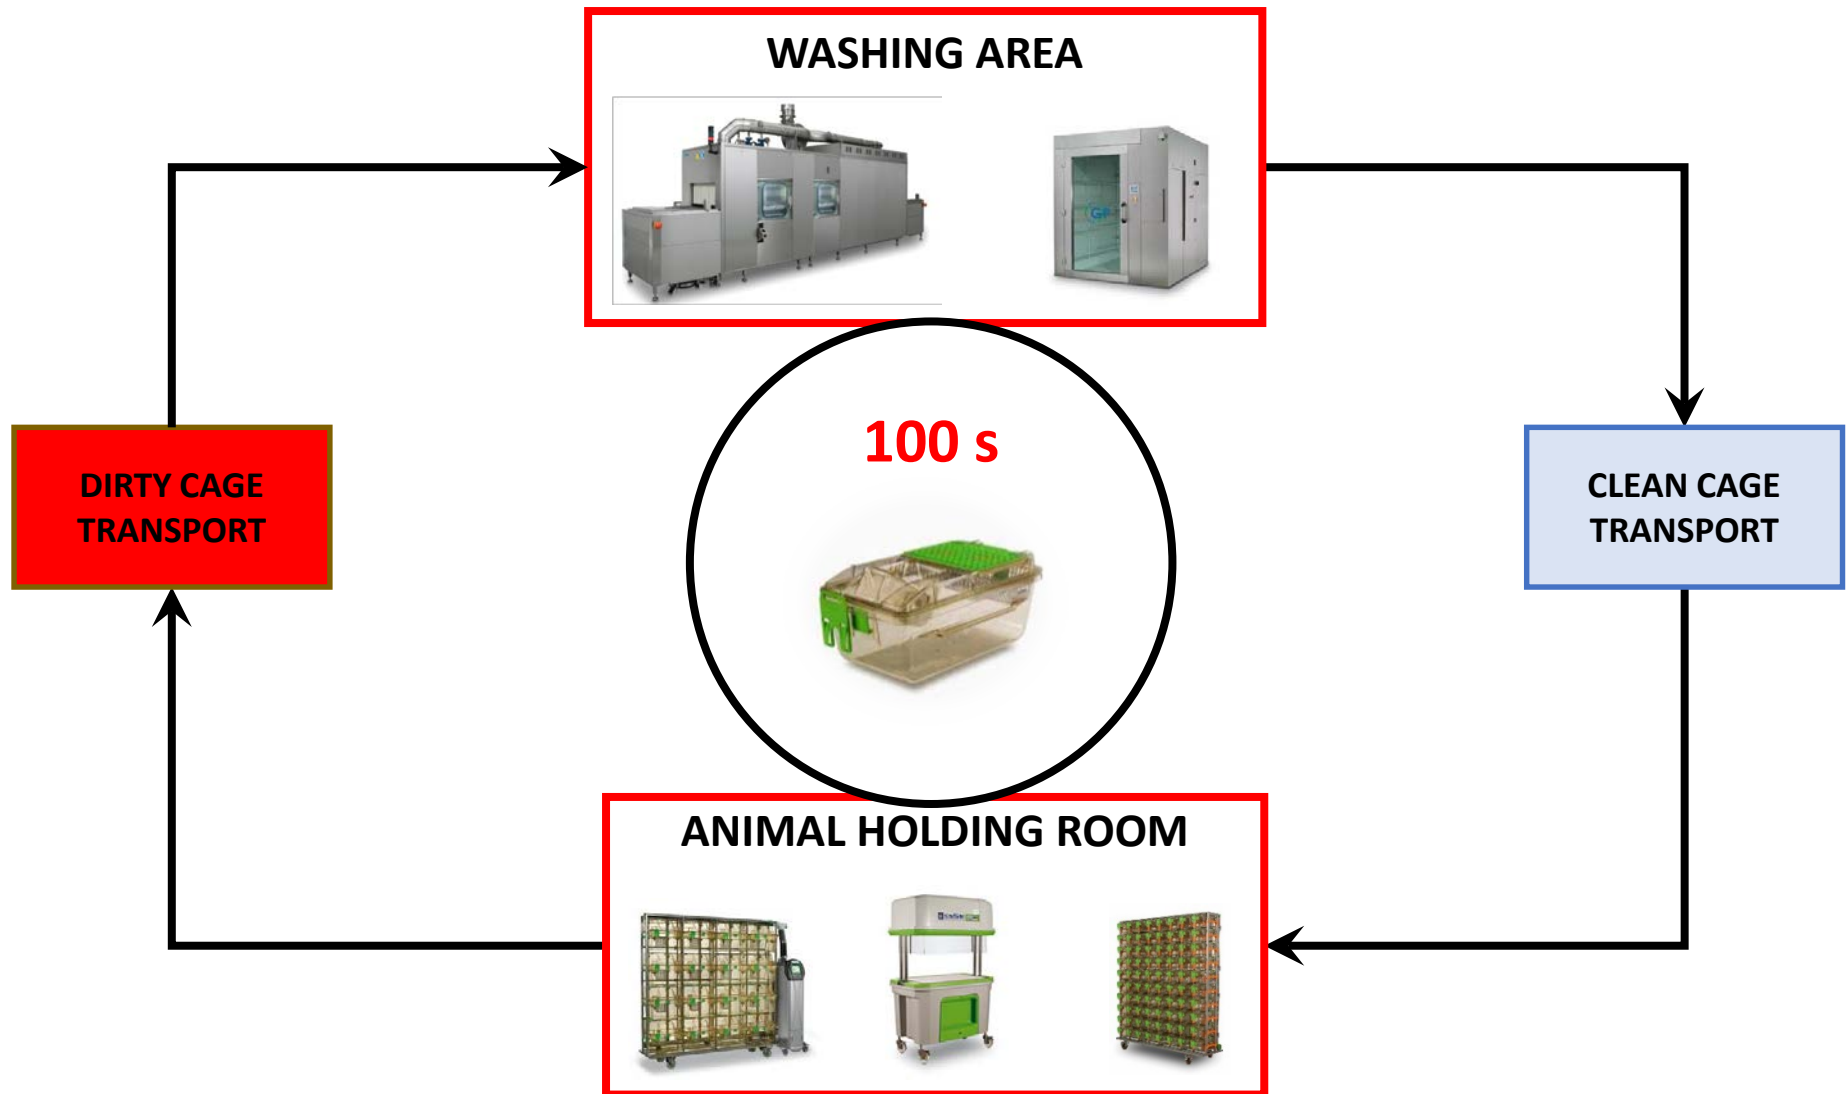 WASHING AREA
100 s
DIRTY CAGE
TRANSPORT
CLEAN CAGE
TRANSPORT
ANIMAL HOLDING ROOM